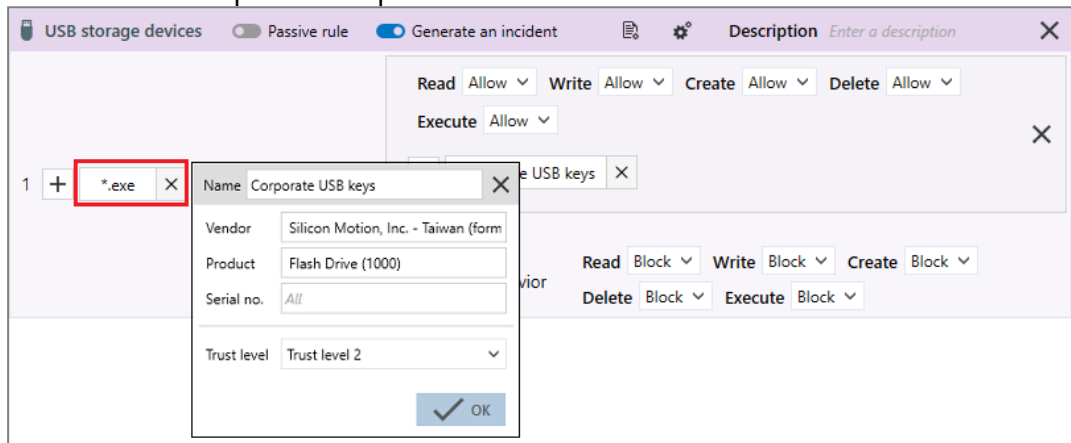 USB storage devices Passive rule Generate an incident Description Enter a description
Read Allow Write Allow Create Allow Delete Allow
Execute Allow
1 *.exe
e USB keys
Name Corporate USB keys
Vendor Silicon Motion, Inc. - Taiwan (form
Product Flash Drive (1000)
Serial no. All
Trust level Trust level 2
OK
vior
Read Block Write Block Create Block
Delete Block Execute Block